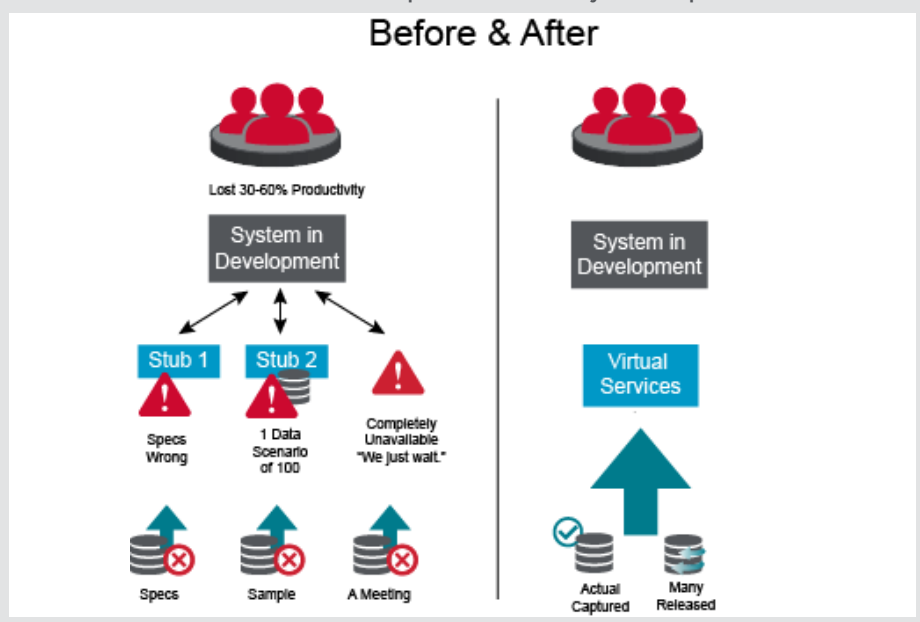 Before & After
Lost 30-60% Productivity
System in
Development
Stub 1
Stub 2
Specs
Wrong
1 Data
Scenario
of 100
Completely
Unavailable
"We just wait."
Specs
Sample
A Meeting
System in
Development
Virtual
Services
Actual
Captured
Many
Released